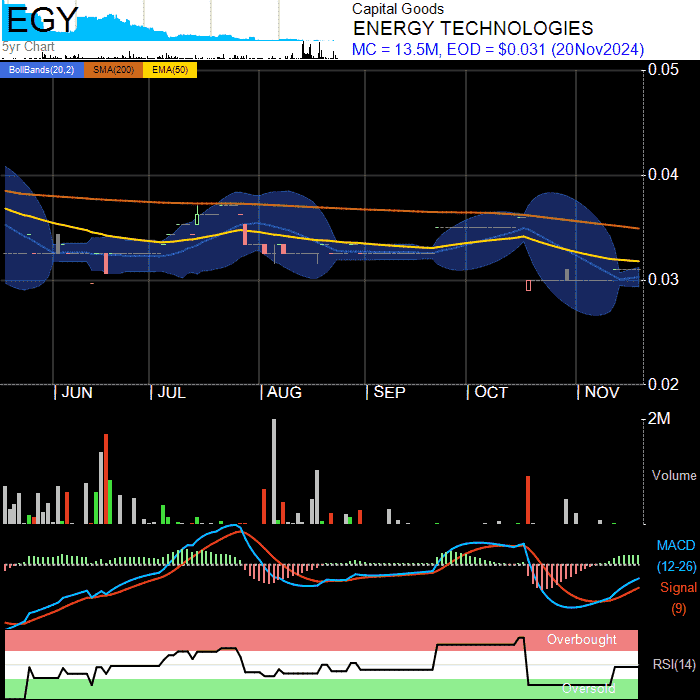 EGY
5yr Chart
Capital Goods
ENERGY TECHNOLOGIES
MC = 13.5M, EOD = $0.031 (20Nov2024)
BollBands(20,2) SMA(200) EMA(50)
0.05
0.04
0.03
0.02
JUN JUL AUG SEP OCT NOV
2M
Volume
MACD
(12-26)
Signal
(9)
Overbought
RSI(14)
Oversold